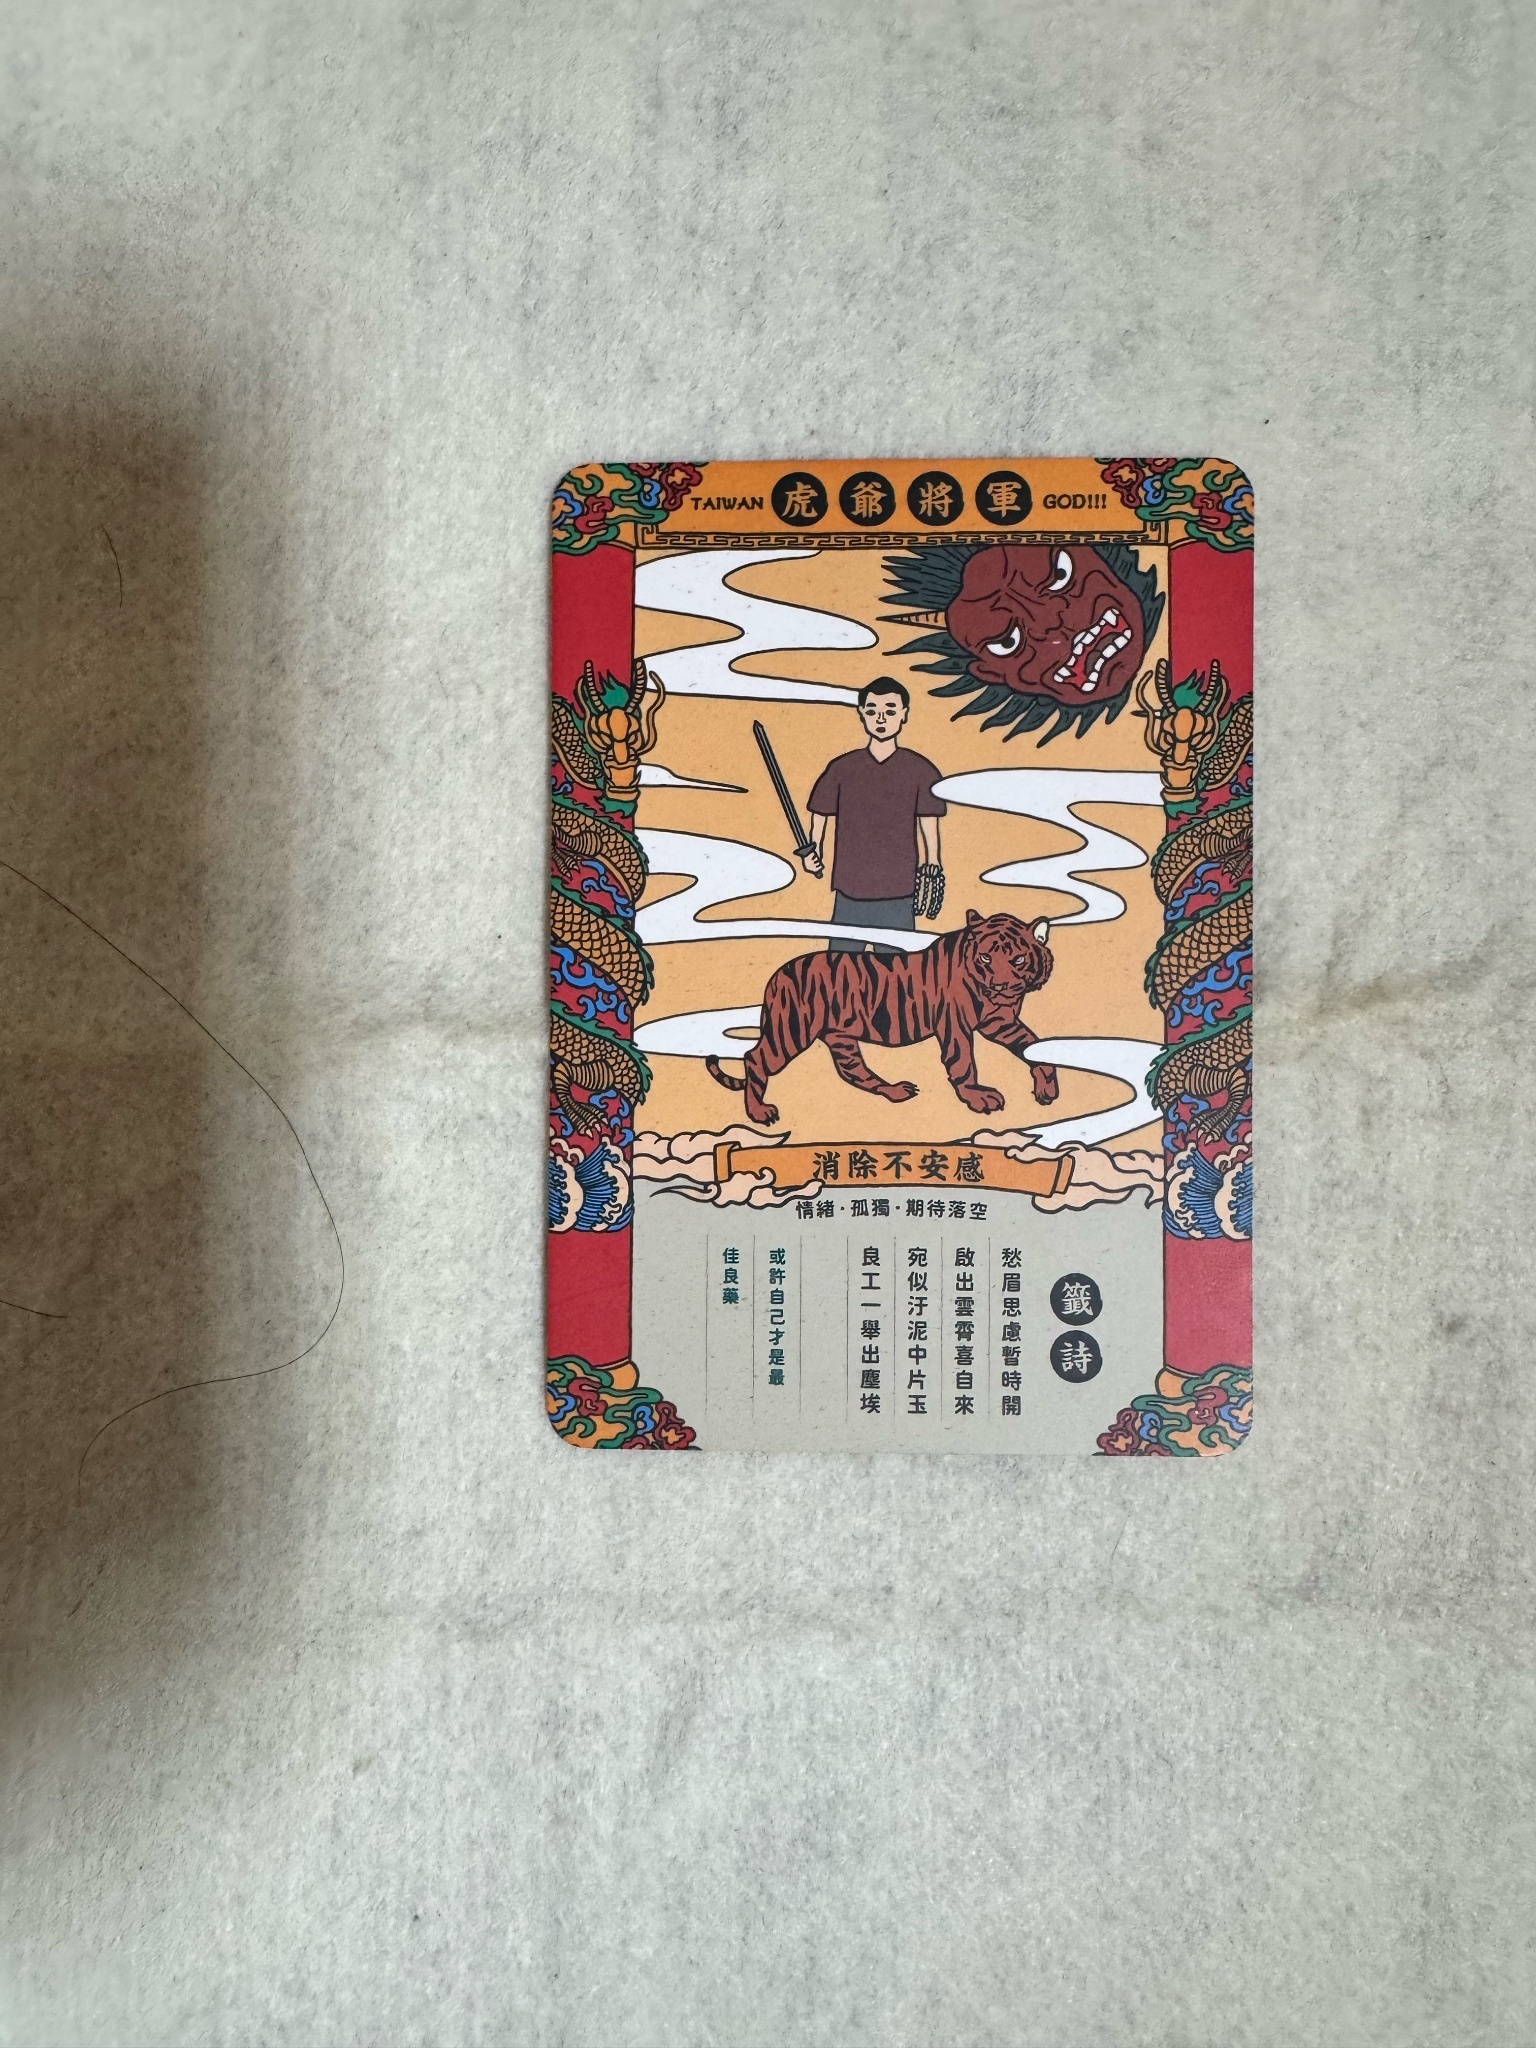 TAIWAN 虎爺將軍 GOD!!!
消除不安感
情緒·孤獨·期待落空
籤詩
愁眉思慮暫時開
啟出雲霄喜自來
宛似汙泥中片玉
良工一舉出塵埃
或許自己才是最
佳良藥